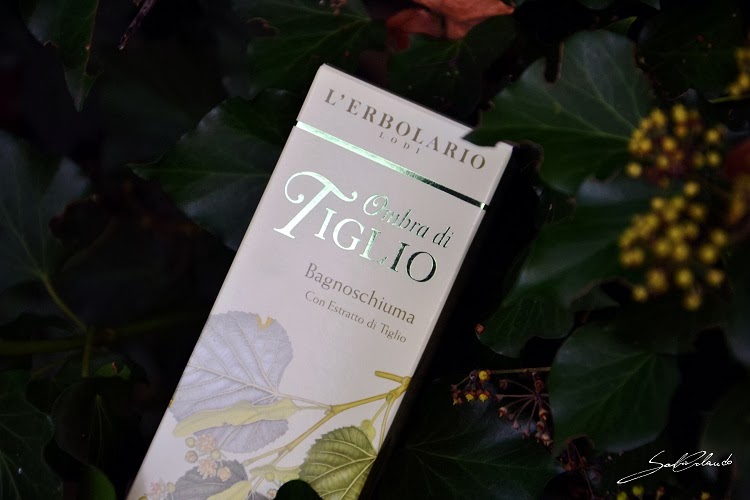 L'ERBOLARIO
LODI
Ombra di
TIGLIO
Bagnoschiuma
Con Estratto di Tiglio